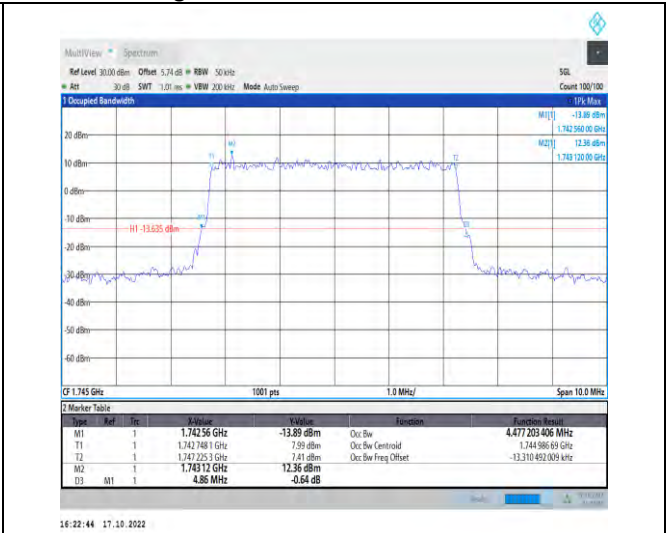 MultiView Spectrum
Ref Level 30.00 dBm Offset 5.74 dB RBW 50 kHz SGL
Att 30 dB SWT 1.01 ms VBW 200 kHz Mode Auto Sweep Count 100/100
1 Occupied Bandwidth 1Pk Max
M1[1] -13.89 dBm
1.742 560 00 GHz
20 dBm M2[1] 12.36 dBm
1.743 120 00 GHz
M2
T1 T2
10 dBm
0 dBm
-10 dBm
M1 D3
H1 -13.635 dBm
-20 dBm
-30 dBm
-40 dBm
-50 dBm
-60 dBm
CF 1.745 GHz 1001 pts 1.0 MHz/ Span 10.0 MHz
2 Marker Table
Type Ref Trc X-Value Y-Value Function Function Result
M1 1 1.742 56 GHz -13.89 dBm Occ Bw 4.477 203 406 MHz
T1 1 1.742 748 1 GHz 7.99 dBm Occ Bw Centroid 1.744 986 69 GHz
T2 1 1.747 225 3 GHz 7.41 dBm Occ Bw Freq Offset -13.310 492 009 kHz
M2 1 1.743 12 GHz 12.36 dBm
D3 M1 1 4.86 MHz -0.64 dB
16:22:44 17.10.2022